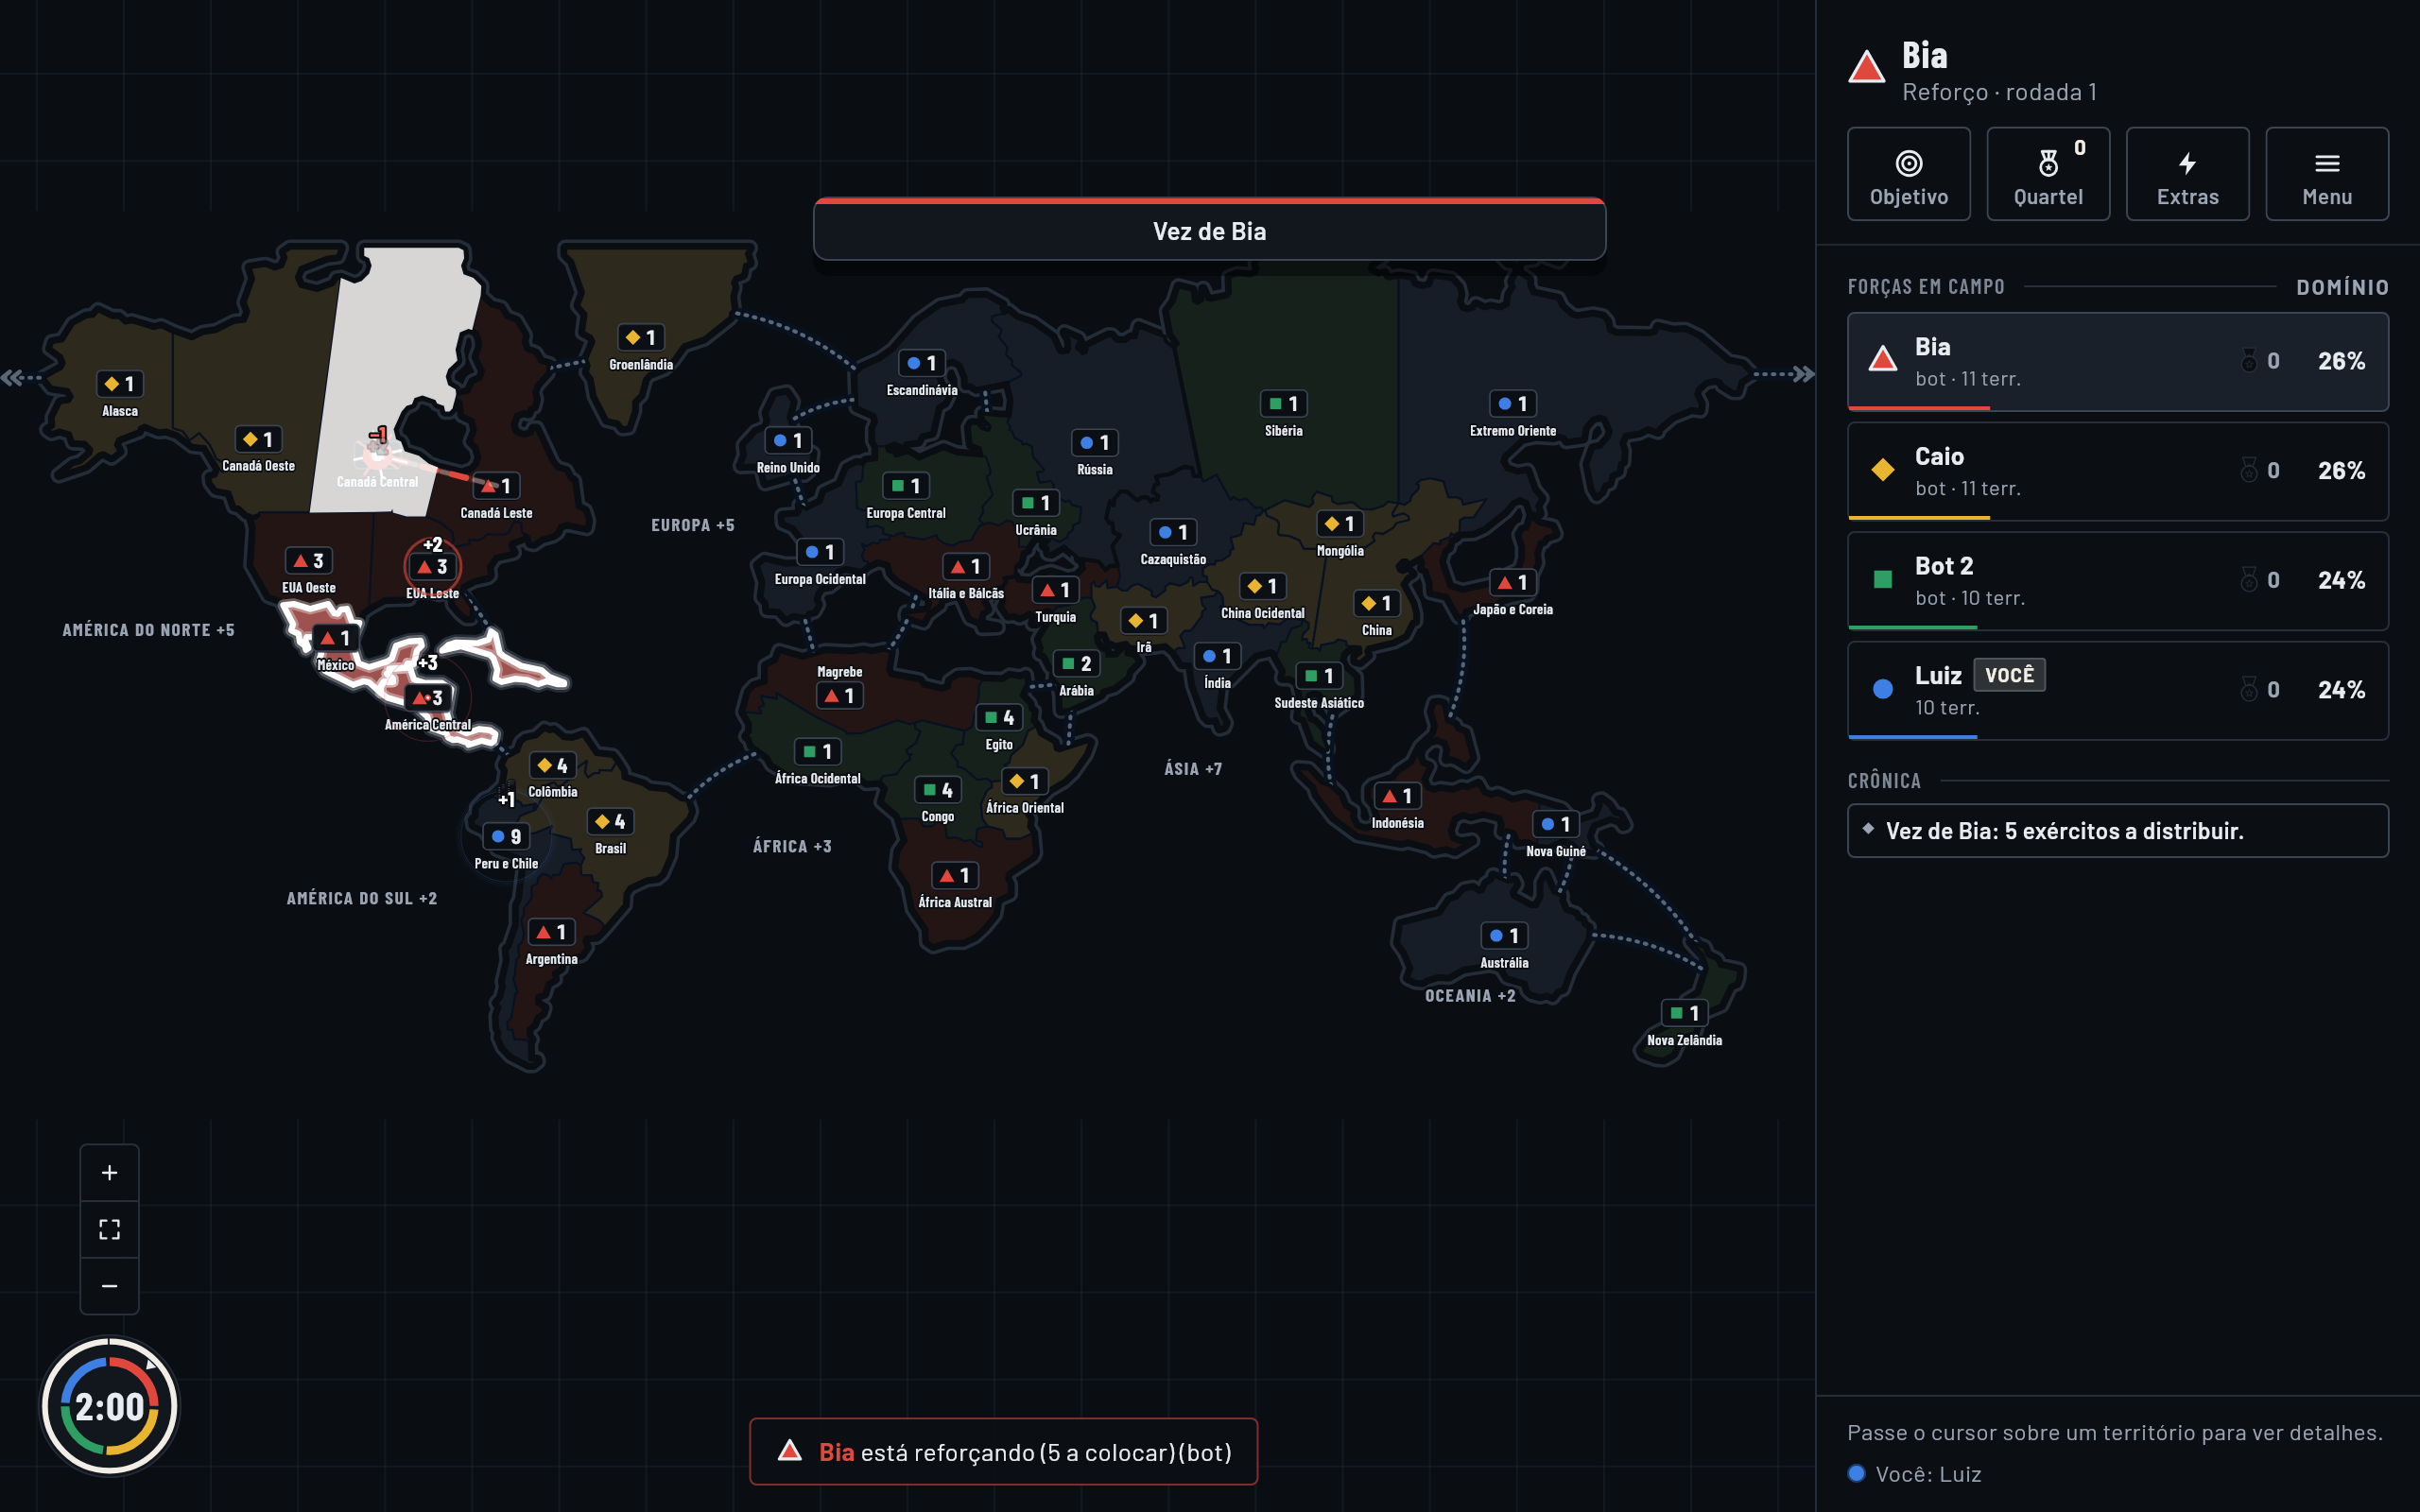 Bia
Reforço · rodada 1
Objetivo
0
Quartel
Extras
Menu
Vez de Bia
FORÇAS EM CAMPO
DOMÍNIO
Bia
bot · 11 terr.
0
26%
Caio
bot · 11 terr.
0
26%
Bot 2
bot · 10 terr.
0
24%
Luiz
VOCÊ
10 terr.
0
24%
CRÔNICA
Vez de Bia: 5 exércitos a distribuir.
1
Alasca
1
Canadá Oeste
-1
Canadá Central
1
Canadá Leste
1
Groenlândia
3
EUA Oeste
+2
3
EUA Leste
AMÉRICA DO NORTE +5
1
México
+3
3
América Central
4
Colômbia
+1
9
Peru e Chile
4
Brasil
1
Argentina
AMÉRICA DO SUL +2
EUROPA +5
1
Escandinávia
1
Reino Unido
1
Europa Central
1
Ucrânia
1
Rússia
1
Europa Ocidental
1
Itália e Bálcãs
1
Turquia
1
Sibéria
1
Extremo Oriente
1
Cazaquistão
1
Mongólia
1
China Ocidental
1
China
1
Japão e Coreia
1
Irã
1
Índia
2
Arábia
1
Sudeste Asiático
ÁSIA +7
Magrebe
1
4
Egito
1
África Ocidental
4
Congo
1
África Oriental
1
África Austral
ÁFRICA +3
1
Indonésia
1
Nova Guiné
1
Austrália
OCEANIA +2
1
Nova Zelândia
+
−
2:00
Bia está reforçando (5 a colocar) (bot)
Passe o cursor sobre um território para ver detalhes.
Você: Luiz